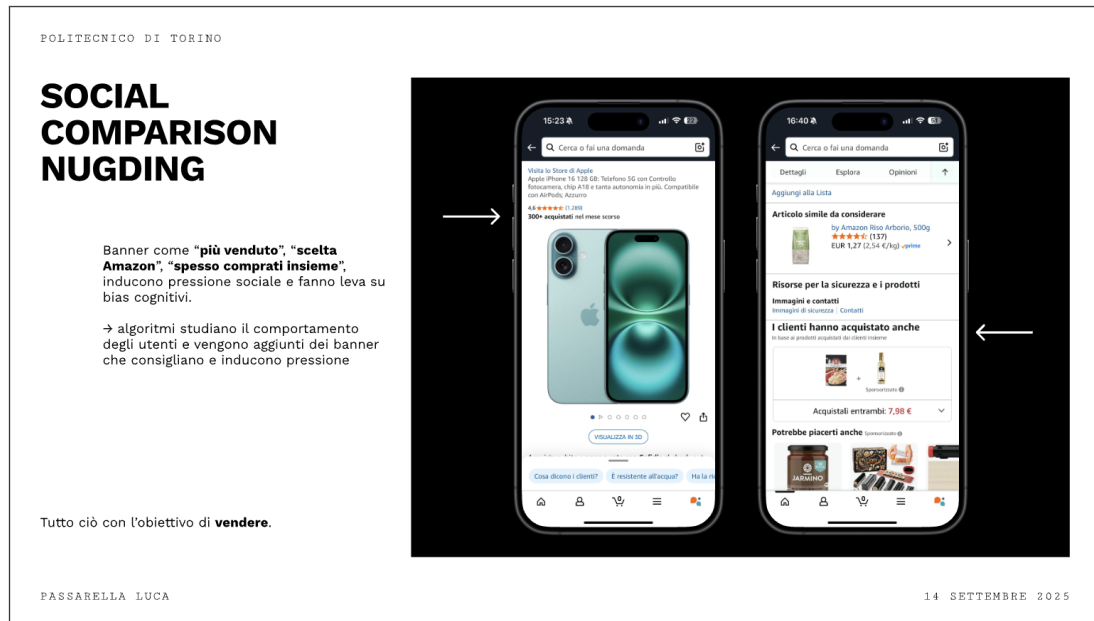 POLITECNICO DI TORINO
SOCIAL
COMPARISON
NUGDING
Banner come “più venduto”, “scelta
Amazon”, “spesso comprati insieme”,
inducono pressione sociale e fanno leva su
bias cognitivi.
→ algoritmi studiano il comportamento
degli utenti e vengono aggiunti dei banner
che consigliano e inducono pressione
Tutto ciò con l’obiettivo di vendere.
15:23
22
Cerca o fai una domanda
Visita lo Store di Apple
Apple iPhone 16 128 GB: Telefono 5G con Controllo
fotocamera, chip A18 e tanta autonomia in più. Compatibile
con AirPods; Azzurro
4,6 (1.289)
300+ acquistati nel mese scorso
VISUALIZZA IN 3D
Cosa dicono i clienti?
È resistente all'acqua?
Ha la ri
0
16:40
Cerca o fai una domanda
Dettagli
Esplora
Opinioni
Aggiungi alla Lista
Articolo simile da considerare
by Amazon Riso Arborio, 500g
(137)
EUR 1,27 (2,54 €/kg) prime
Risorse per la sicurezza e i prodotti
Immagini e contatti
Immagini di sicurezza | Contatti
I clienti hanno acquistato anche
In base ai prodotti acquistati dai clienti insieme
+
Sponsorizzato
Acquistali entrambi: 7,98 €
Potrebbe piacerti anche Sponsorizzato
JARMINO
0
PASSARELLA LUCA
14 SETTEMBRE 2025